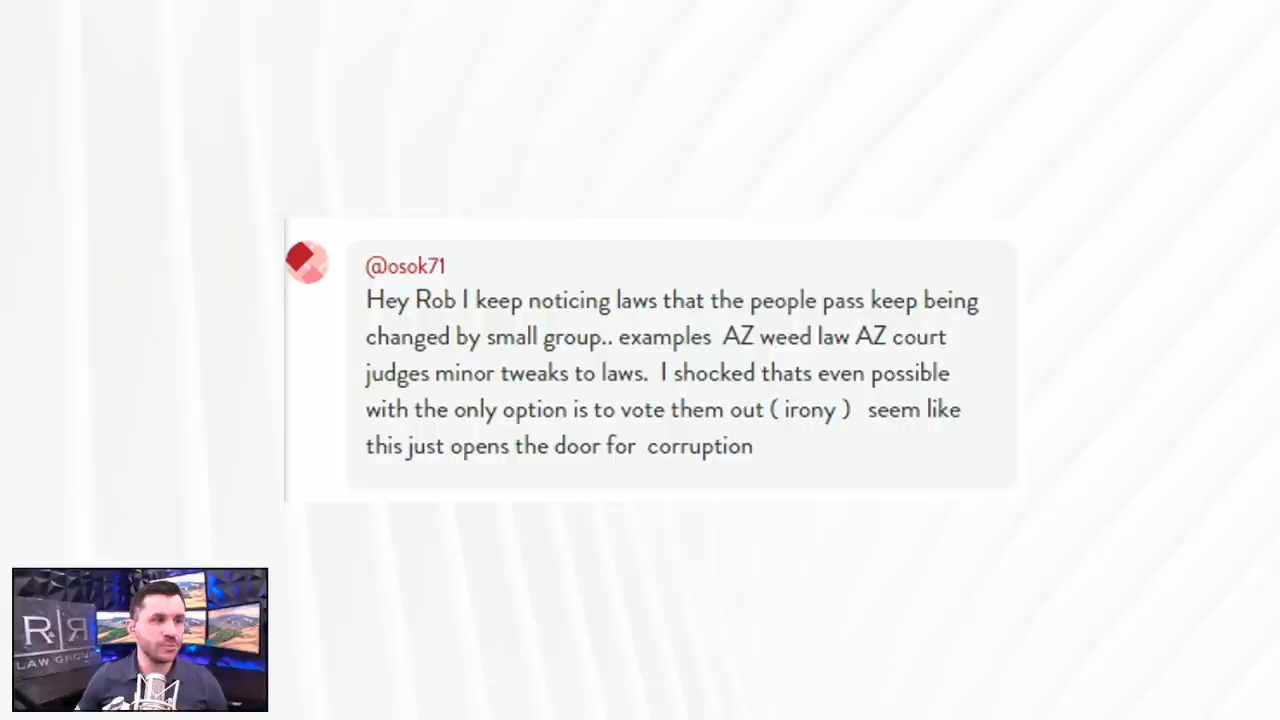 @osok71
Hey Rob I keep noticing laws that the people pass keep being
changed by small group.. examples  AZ weed law AZ court
judges minor tweaks to laws.  I shocked thats even possible
with the only option is to vote them out ( irony )   seem like
this just opens the door for  corruption
R|R
LAW GROUP